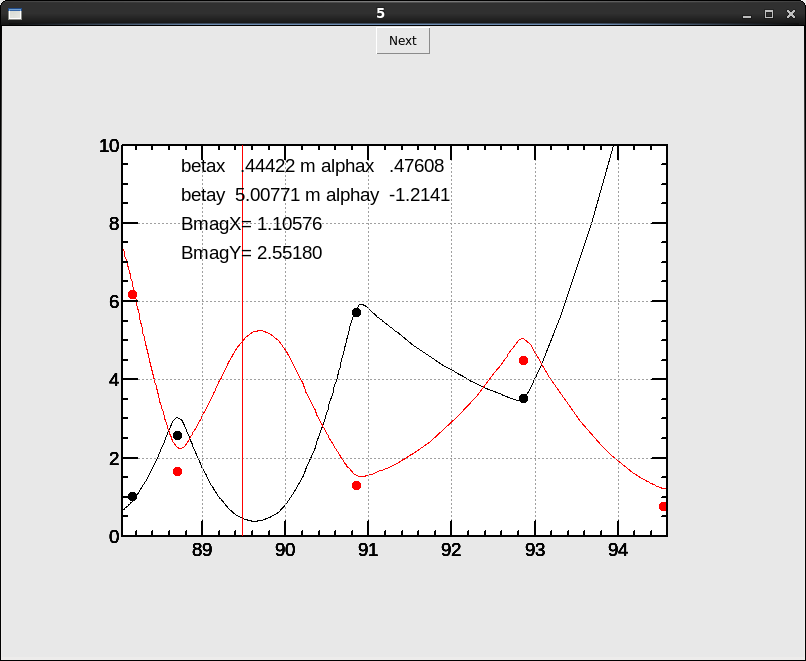 5
Next
10
betax .44422 m alphax .47608
betay 5.00771 m alphay -1.2141
8
BmagX= 1.10576
BmagY= 2.55180
6
4
2
0
89 90 91 92 93 94